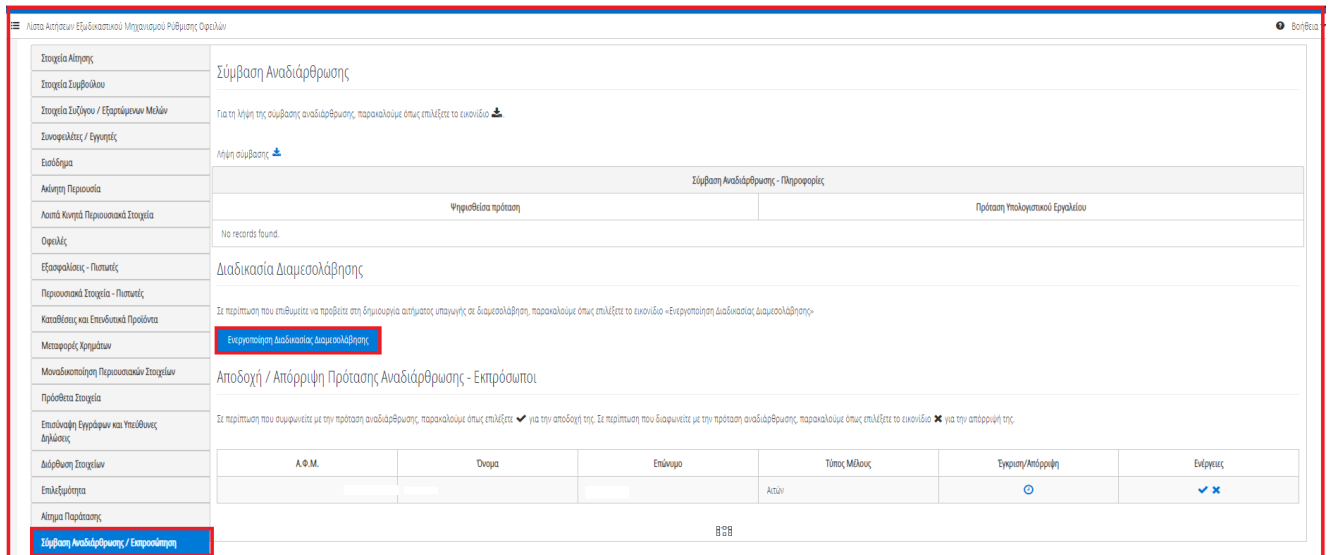 Λίστα Αιτήσεων Εξωδικαστικού Μηχανισμού Ρύθμισης Οφειλών
Βοήθεια
Στοιχεία Αίτησης
Στοιχεία Συμβούλου
Στοιχεία Συζύγου / Εξαρτώμενων Μελών
Συνοφειλέτες / Εγγυητές
Εισόδημα
Ακίνητη Περιουσία
Λοιπά Κινητά Περιουσιακά Στοιχεία
Οφειλές
Εξασφαλίσεις - Πιστωτές
Περιουσιακά Στοιχεία - Πιστωτές
Καταθέσεις και Επενδυτικά Προϊόντα
Μεταφορές Χρημάτων
Μοναδικοποίηση Περιουσιακών Στοιχείων
Πρόσθετα Στοιχεία
Επισύναψη Εγγράφων και Υπεύθυνες
Δηλώσεις
Διόρθωση Στοιχείων
Επιλεξιμότητα
Αίτημα Παράτασης
Σύμβαση Αναδιάρθρωσης / Εκπροσώπηση
Σύμβαση Αναδιάρθρωσης
Για τη λήψη της σύμβασης αναδιάρθρωσης, παρακαλούμε όπως επιλέξετε το εικονίδιο .
Λήψη σύμβασης
Σύμβαση Αναδιάρθρωσης - Πληροφορίες
Ψηφισθείσα πρόταση Πρόταση Υπολογιστικού Εργαλείου
No records found.
Διαδικασία Διαμεσολάβησης
Σε περίπτωση που επιθυμείτε να προβείτε στη δημιουργία αιτήματος υπαγωγής σε διαμεσολάβηση, παρακαλούμε όπως επιλέξετε το εικονίδιο «Ενεργοποίηση Διαδικασίας Διαμεσολάβησης»
Ενεργοποίηση Διαδικασίας Διαμεσολάβησης
Αποδοχή / Απόρριψη Πρότασης Αναδιάρθρωσης - Εκπρόσωποι
Σε περίπτωση που συμφωνείτε με την πρόταση αναδιάρθρωσης, παρακαλούμε όπως επιλέξετε ✔ για την αποδοχή της. Σε περίπτωση που διαφωνείτε με την πρόταση αναδιάρθρωσης, παρακαλούμε όπως επιλέξετε το εικονίδιο ✖ για την απόρριψή της.
Α.Φ.Μ. Όνομα Επώνυμο Τύπος Μέλους Έγκριση/Απόρριψη Ενέργειες
Αιτών